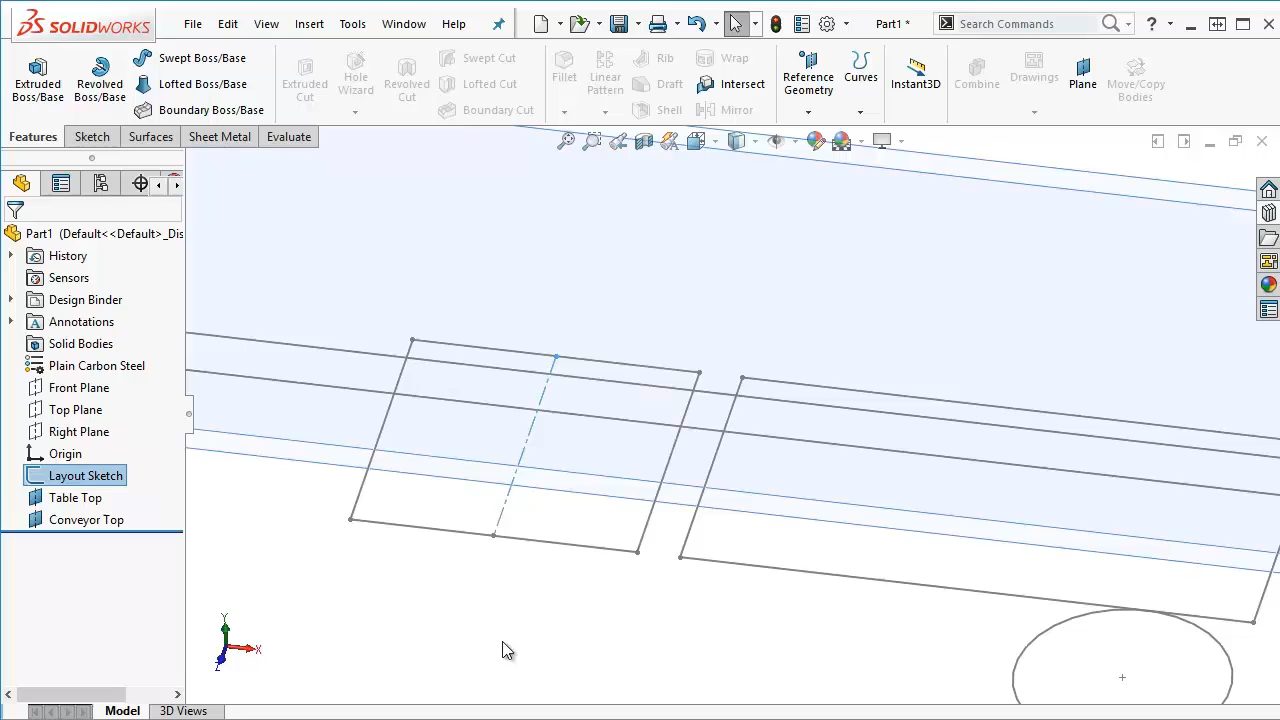 SOLIDWORKS File Edit View Insert Tools Window Help Part1 * Search Commands ?
Extruded Boss/Base Revolved Boss/Base Swept Boss/Base Lofted Boss/Base Boundary Boss/Base Extruded Cut Hole Wizard Revolved Cut Swept Cut Lofted Cut Boundary Cut Fillet Linear Pattern Rib Draft Shell Wrap Intersect Mirror Reference Geometry Curves Instant3D Combine Drawings Plane Move/Copy Bodies
Features Sketch Surfaces Sheet Metal Evaluate
Part1 (Default<<Default>_Dis
History
Sensors
Design Binder
Annotations
Solid Bodies
Plain Carbon Steel
Front Plane
Top Plane
Right Plane
Origin
Layout Sketch
Table Top
Conveyor Top
Y
X
Z
Model 3D Views